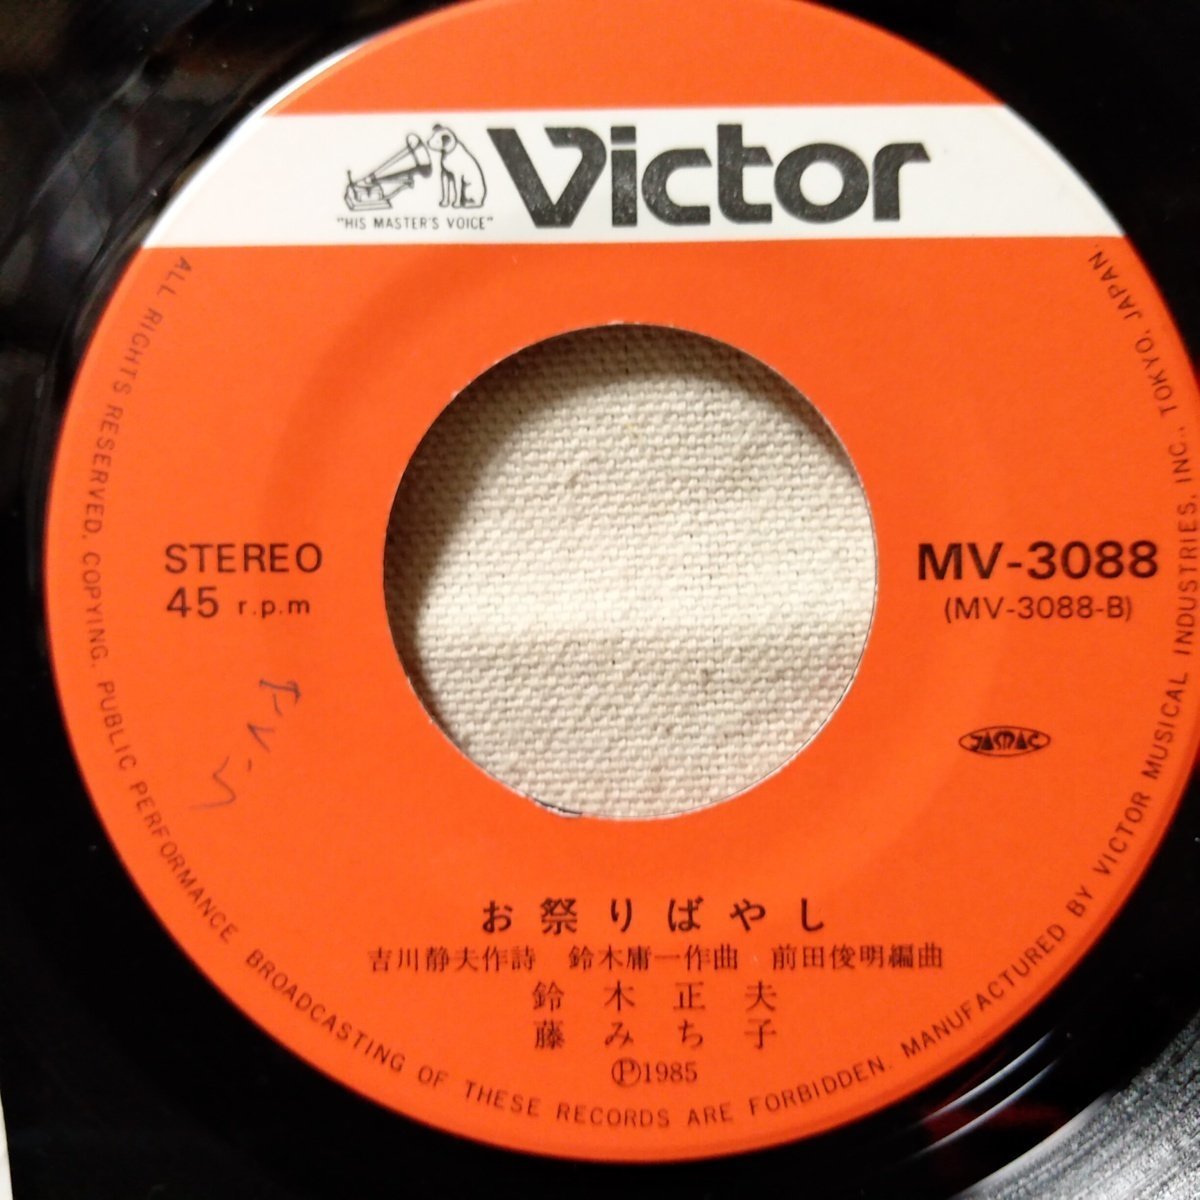 Victor
"HIS MASTER'S VOICE"
STEREO
45 r.p.m
MV-3088
(MV-3088-B)
JASRAC
お祭りばやし
吉川静夫作詩 鈴木庸一作曲 前田俊明編曲
鈴木正夫
藤みち子
Ⓟ1985
ALL RIGHTS RESERVED. COPYING. PUBLIC PERFORMANCE BROADCASTING OF THESE RECORDS ARE FORBIDDEN. MANUFACTURED BY VICTOR MUSICAL INDUSTRIES, INC., TOKYO, JAPAN.